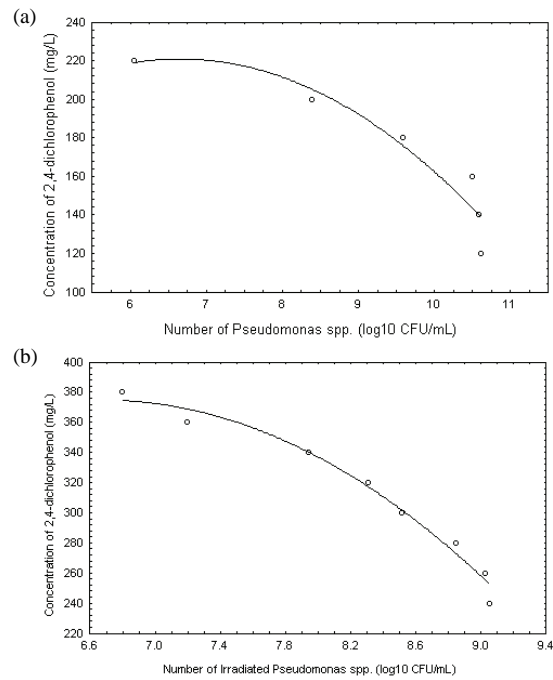 (a)
240
220
200
180
160
140
120
100
Concentration of 2,4-dichlorophenol (mg/L)
6 7 8 9 10 11
Number of Pseudomonas spp. (log10 CFU/mL)
(b)
400
380
360
340
320
300
280
260
240
220
Concentration of 2,4-dichlorophenol (mg/L)
6.6 7.0 7.4 7.8 8.2 8.6 9.0 9.4
Number of Irradiated Pseudomonas spp. (log10 CFU/mL)